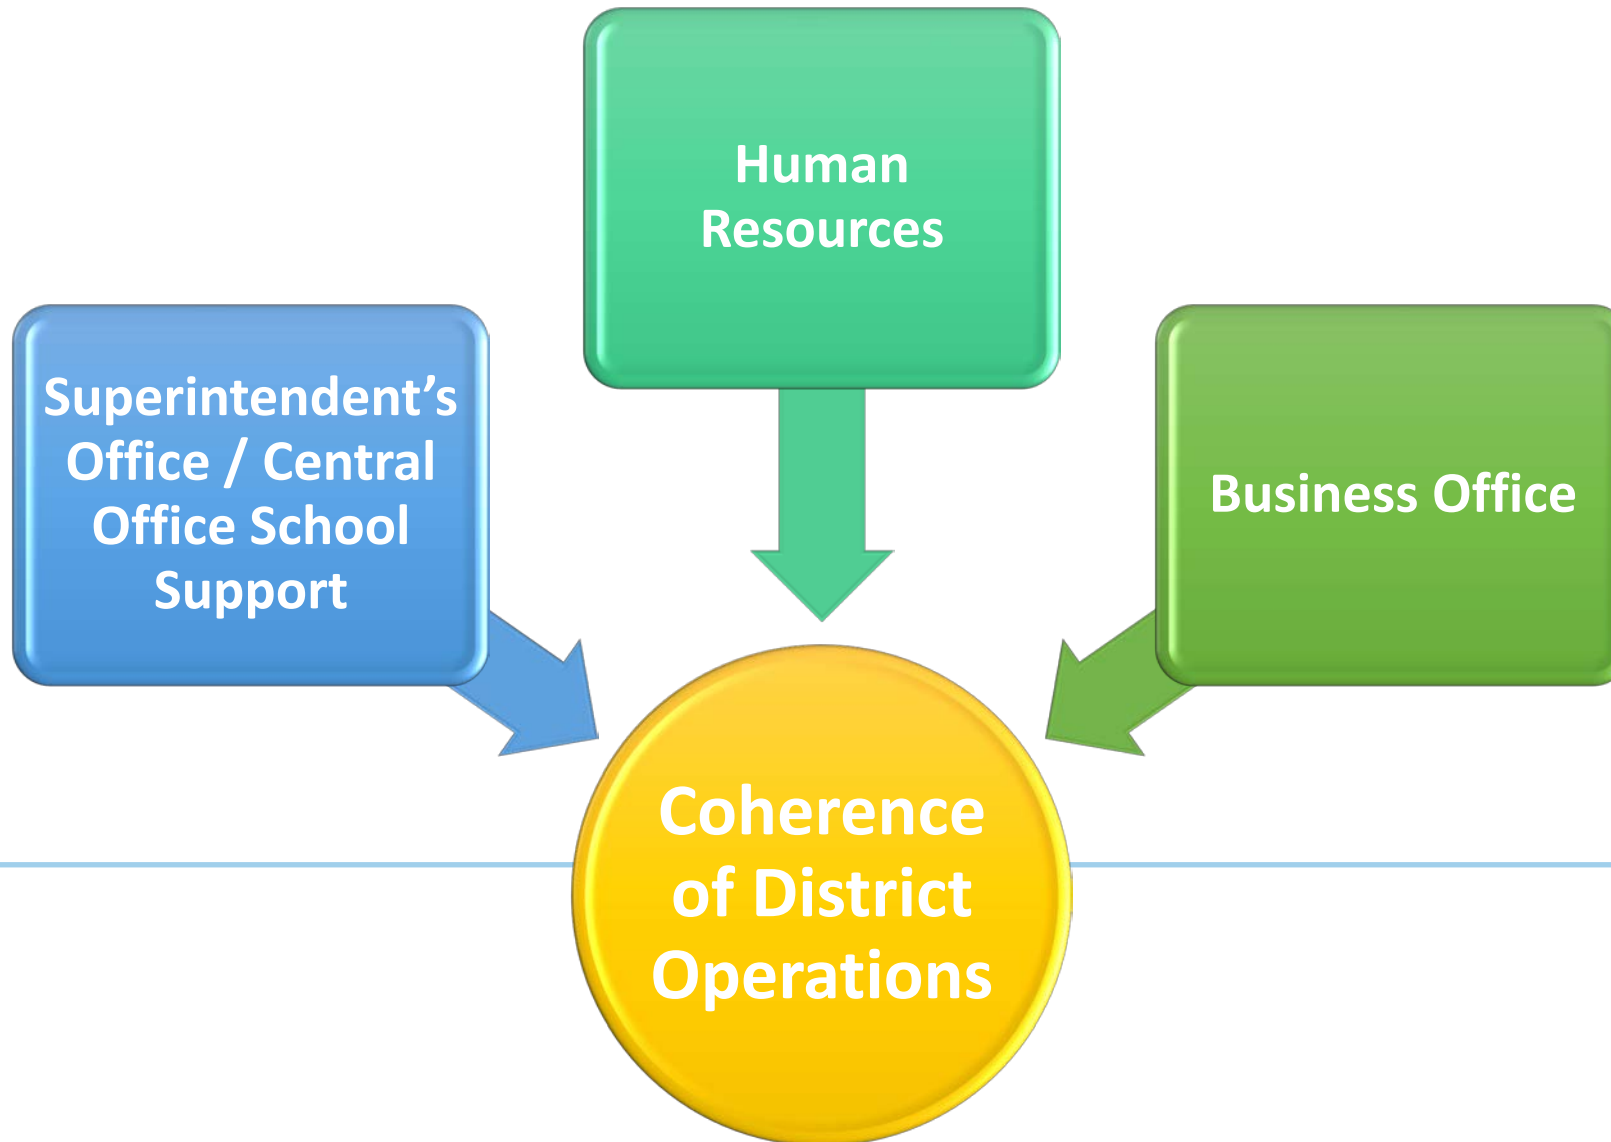 Human
Resources
Superintendent’s
Office / Central
Office School
Support
Business Office
Coherence
of District
Operations